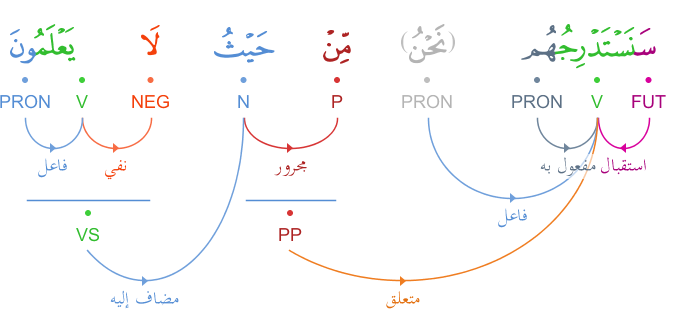 سَنَسْتَدْرِجُهُم (نَحْنُ) مِّنْ حَيْثُ لَا يَعْلَمُونَ
FUT V PRON PRON P N NEG V PRON
استقبال مفعول به مجرور نفي فاعل
فاعل
PP VS
متعلق مضاف إليه